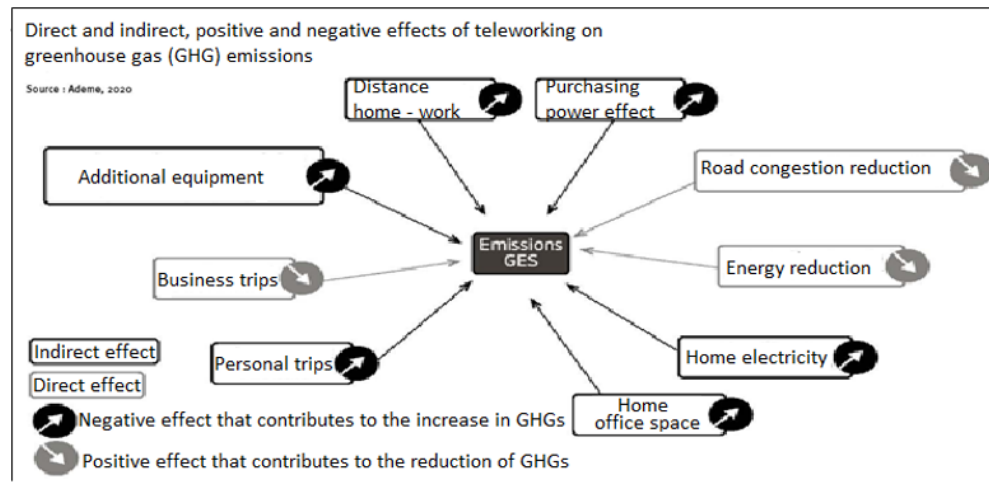 Direct and indirect, positive and negative effects of teleworking on
greenhouse gas (GHG) emissions
Source : Ademe, 2020
Distance
home - work
Purchasing
power effect
Additional equipment
Road congestion reduction
Emissions
GES
Business trips
Energy reduction
Indirect effect
Personal trips
Home electricity
Direct effect
Home
office space
Negative effect that contributes to the increase in GHGs
Positive effect that contributes to the reduction of GHGs